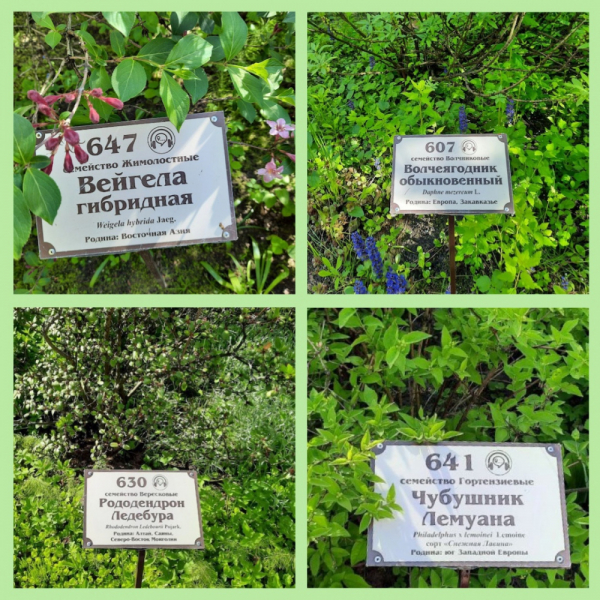 647
семейство Жимолостные
Вейгела
гибридная
Weigela hybrida Jaeg.
Родина: Восточная Азия
607
семейство Волчниковые
Волчеягодник
обыкновенный
Daphne mezereum L.
Родина: Европа, Закавказье
630
семейство Вересковые
Рододендрон
Ледебура
Rhododendron Ledebourii Pojark.
Родина: Алтай, Саяны,
Северо-Восток Монголии
641
семейство Гортензиевые
Чубушник
Лемуана
Philadelphus x lemoinei Lemoine
сорт «Снежная Лавина»
Родина: юг Западной Европы